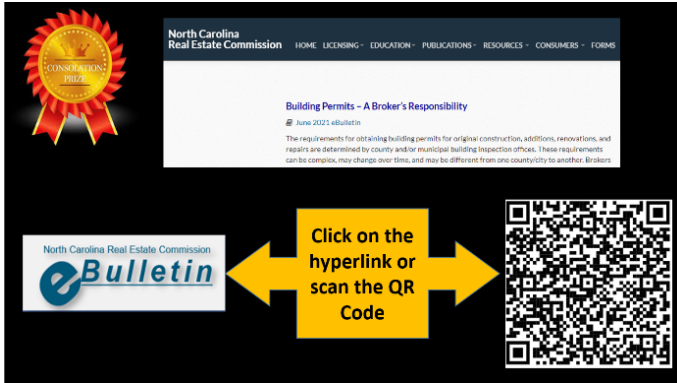 CONSOLATION
PRIZE
North Carolina
Real Estate Commission
HOME LICENSING EDUCATION PUBLICATIONS RESOURCES CONSUMERS FORMS
Building Permits – A Broker's Responsibility
June 2021 eBulletin
The requirements for obtaining building permits for original construction, additions, renovations, and
repairs are determined by county and/or municipal building inspection offices. These requirements
can be complex, may change over time, and may be different from one county/city to another. Brokers
North Carolina Real Estate Commission
eBulletin
Click on the
hyperlink or
scan the QR
Code